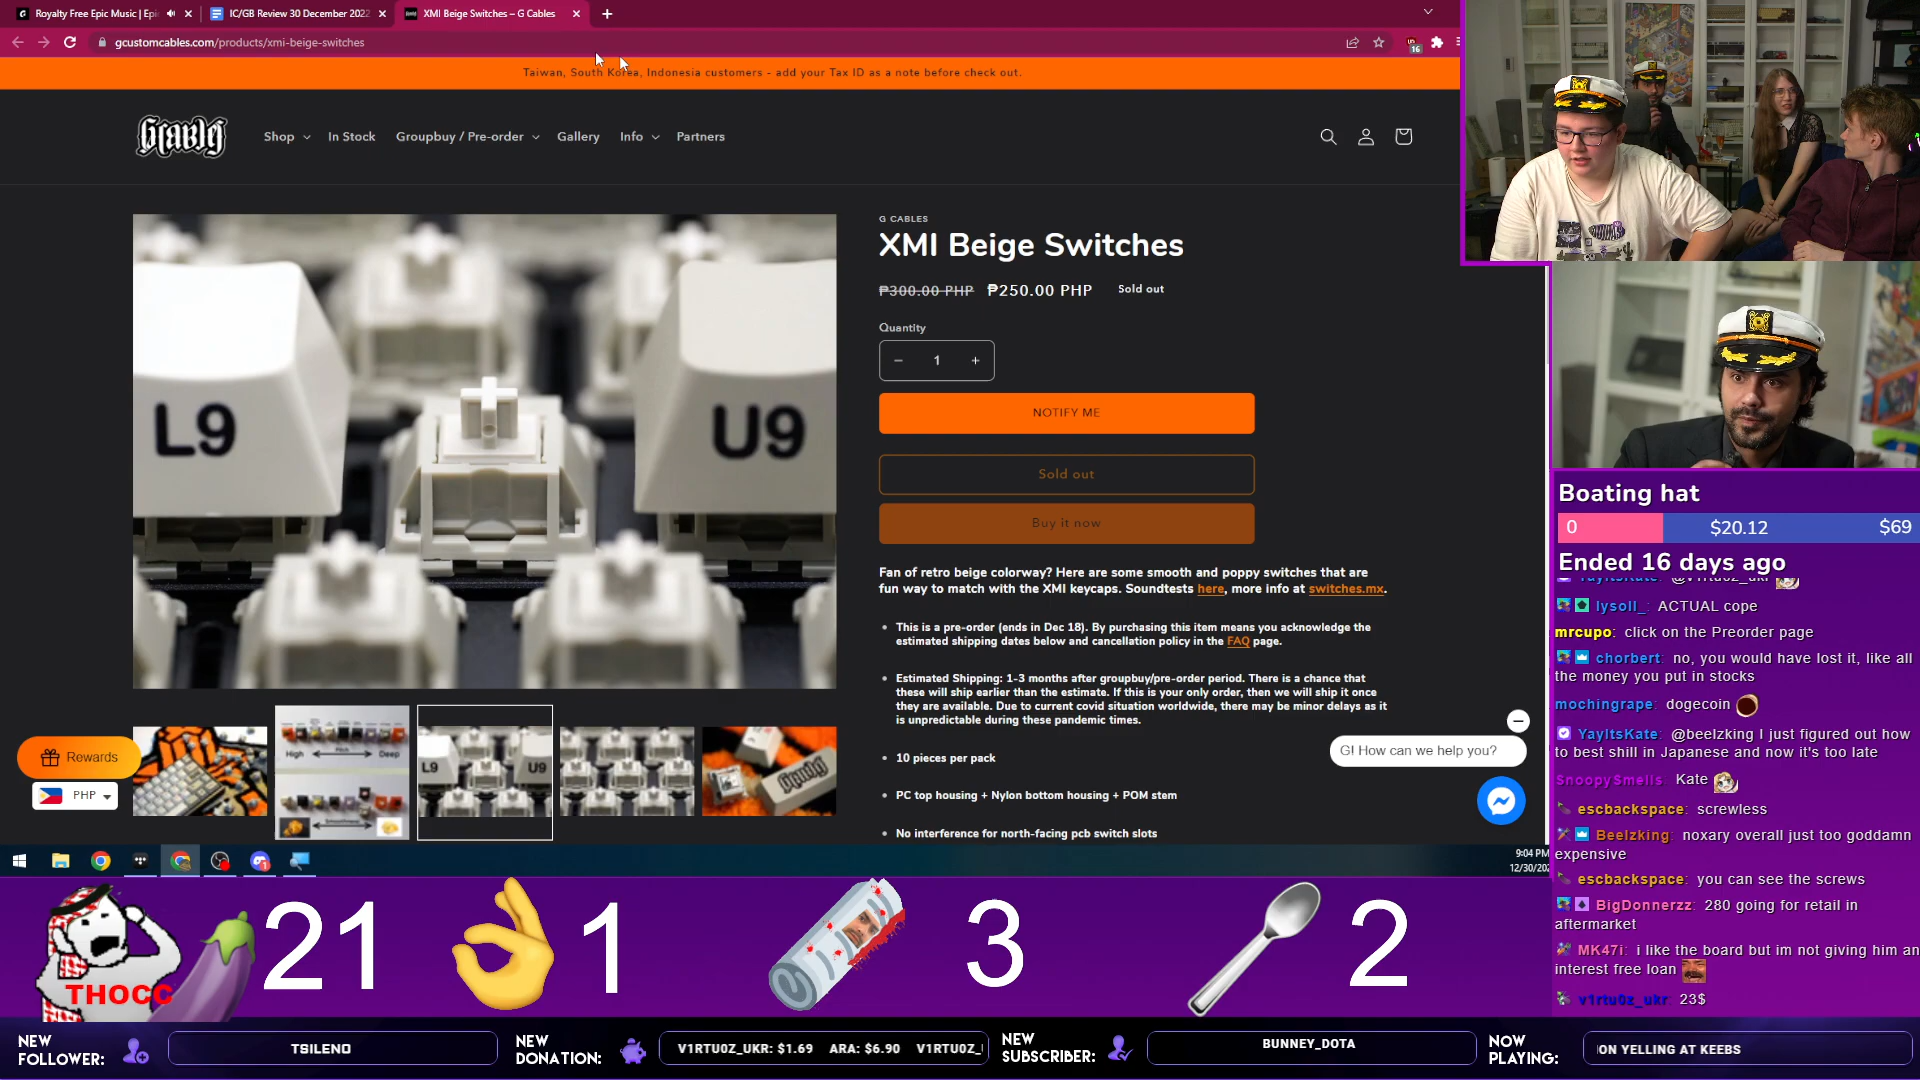 Royalty Free Epic Music | Epi
IC/GB Review 30 December 2022
XMI Beige Switches – G Cables
gcustomcables.com/products/xmi-beige-switches
16
Taiwan, South Korea, Indonesia customers - add your Tax ID as a note before check out.
Shop
In Stock
Groupbuy / Pre-order
Gallery
Info
Partners
G CABLES
XMI Beige Switches
₱300.00 PHP ₱250.00 PHP Sold out
Quantity
− 1 +
NOTIFY ME
Sold out
Buy it now
Fan of retro beige colorway? Here are some smooth and poppy switches that are
fun way to match with the XMI keycaps. Soundtests here, more info at switches.mx.
This is a pre-order (ends in Dec 18). By purchasing this item means you acknowledge the
estimated shipping dates below and cancellation policy in the FAQ page.
Estimated Shipping: 1-3 months after groupbuy/pre-order period. There is a chance that
these will ship earlier than the estimate. If this is your only order, then we will ship it once
they are available. Due to current covid situation worldwide, there may be minor delays as it
is unpredictable during these pandemic times.
10 pieces per pack
PC top housing + Nylon bottom housing + POM stem
No interference for north-facing pcb switch slots
L9
U9
High Pitch Deep
Smoothness
L9 U9
Rewards
PHP
G! How can we help you?
9:04 PM
12/30/202
Boating hat
0 $20.12 $69
Ended 16 days ago
YayItsKate: @v1rtu0z_ukr
lysoll_: ACTUAL cope
mrcupo: click on the Preorder page
chorbert: no, you would have lost it, like all
the money you put in stocks
mochingrape: dogecoin
YayItsKate: @beelzking I just figured out how
to best shill in Japanese and now it's too late
SnoopySmells: Kate
escbackspace: screwless
Beelzking: noxary overall just too goddamn
expensive
escbackspace: you can see the screws
BigDonnerzz: 280 going for retail in
aftermarket
MK47i: i like the board but im not giving him an
interest free loan
v1rtu0z_ukr: 23$
THOCC
21
1
3
2
NEW
FOLLOWER:
TSILENO
NEW
DONATION:
V1RTU0Z_UKR: $1.69 ARA: $6.90 V1RTU0Z_
NEW
SUBSCRIBER:
BUNNEY_DOTA
NOW
PLAYING:
ION YELLING AT KEEBS